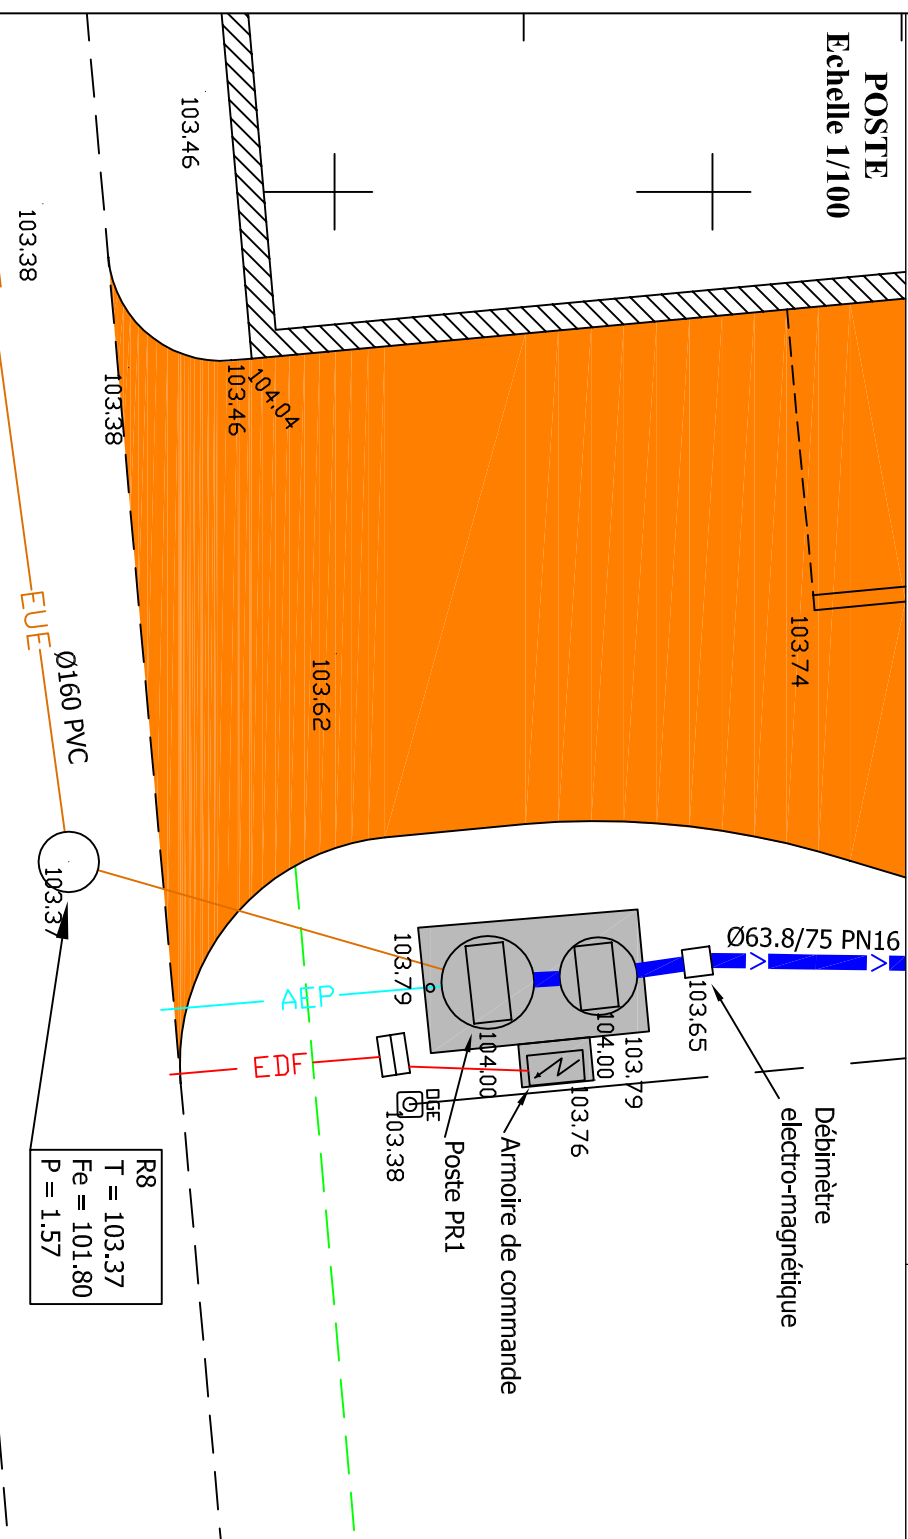 POSTE
Echelle 1/100
103.46
103.38
103.38
103.46
104.04
103.62
103.74
EUE
Ø160 PVC
103.37
103.79
AEP
EDF
104.00
104.00
103.79
103.76
103.65
Ø63.8/75 PN16
GE
103.38
Poste PR1
Armoire de commande
Débimètre
electro-magnétique
R8
T = 103.37
Fe = 101.80
P = 1.57